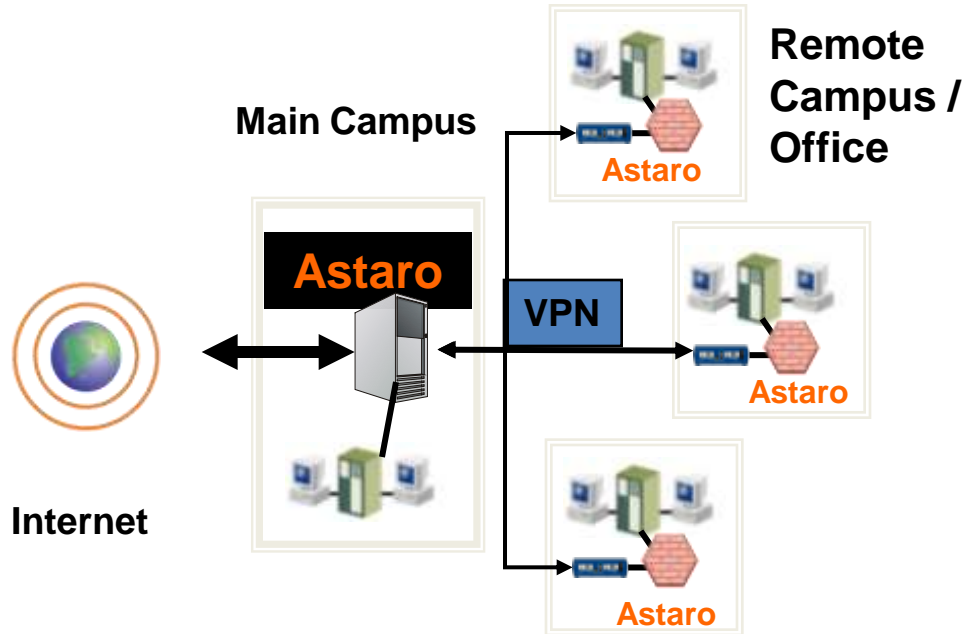 Remote
Campus /
Office
Main Campus
Astaro
Astaro
VPN
Astaro
Internet
Astaro